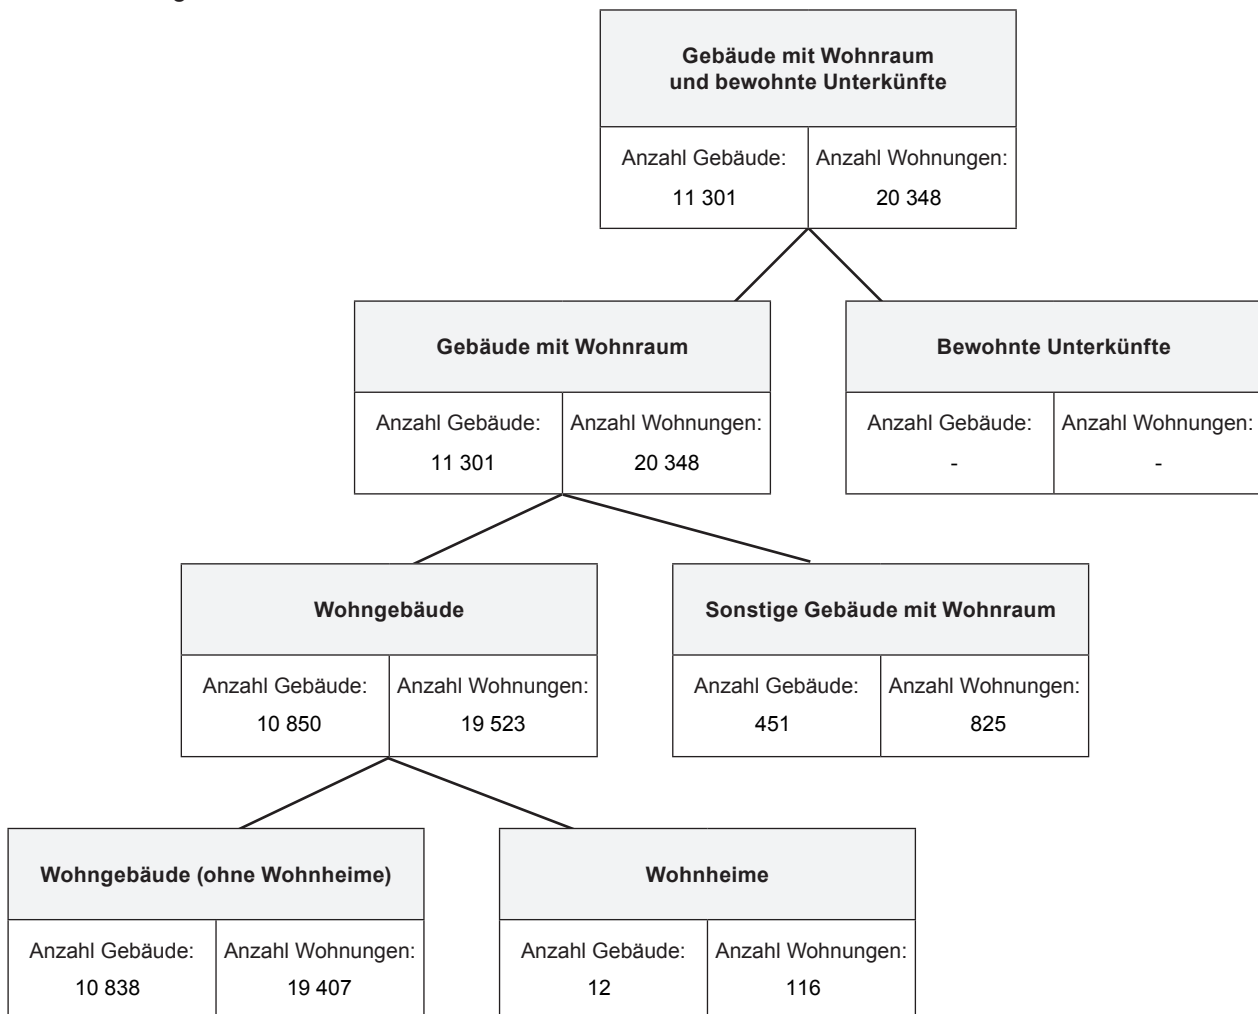 Gebäude mit Wohnraum
und bewohnte Unterkünfte
Anzahl Gebäude:
Anzahl Wohnungen:
11 301
20 348
Gebäude mit Wohnraum
Bewohnte Unterkünfte
Anzahl Gebäude:
Anzahl Wohnungen:
Anzahl Gebäude:
Anzahl Wohnungen:
11 301
20 348
-
-
Wohngebäude
Sonstige Gebäude mit Wohnraum
Anzahl Gebäude:
Anzahl Wohnungen:
Anzahl Gebäude:
Anzahl Wohnungen:
10 850
19 523
451
825
Wohngebäude (ohne Wohnheime)
Wohnheime
Anzahl Gebäude:
Anzahl Wohnungen:
Anzahl Gebäude:
Anzahl Wohnungen:
10 838
19 407
12
116